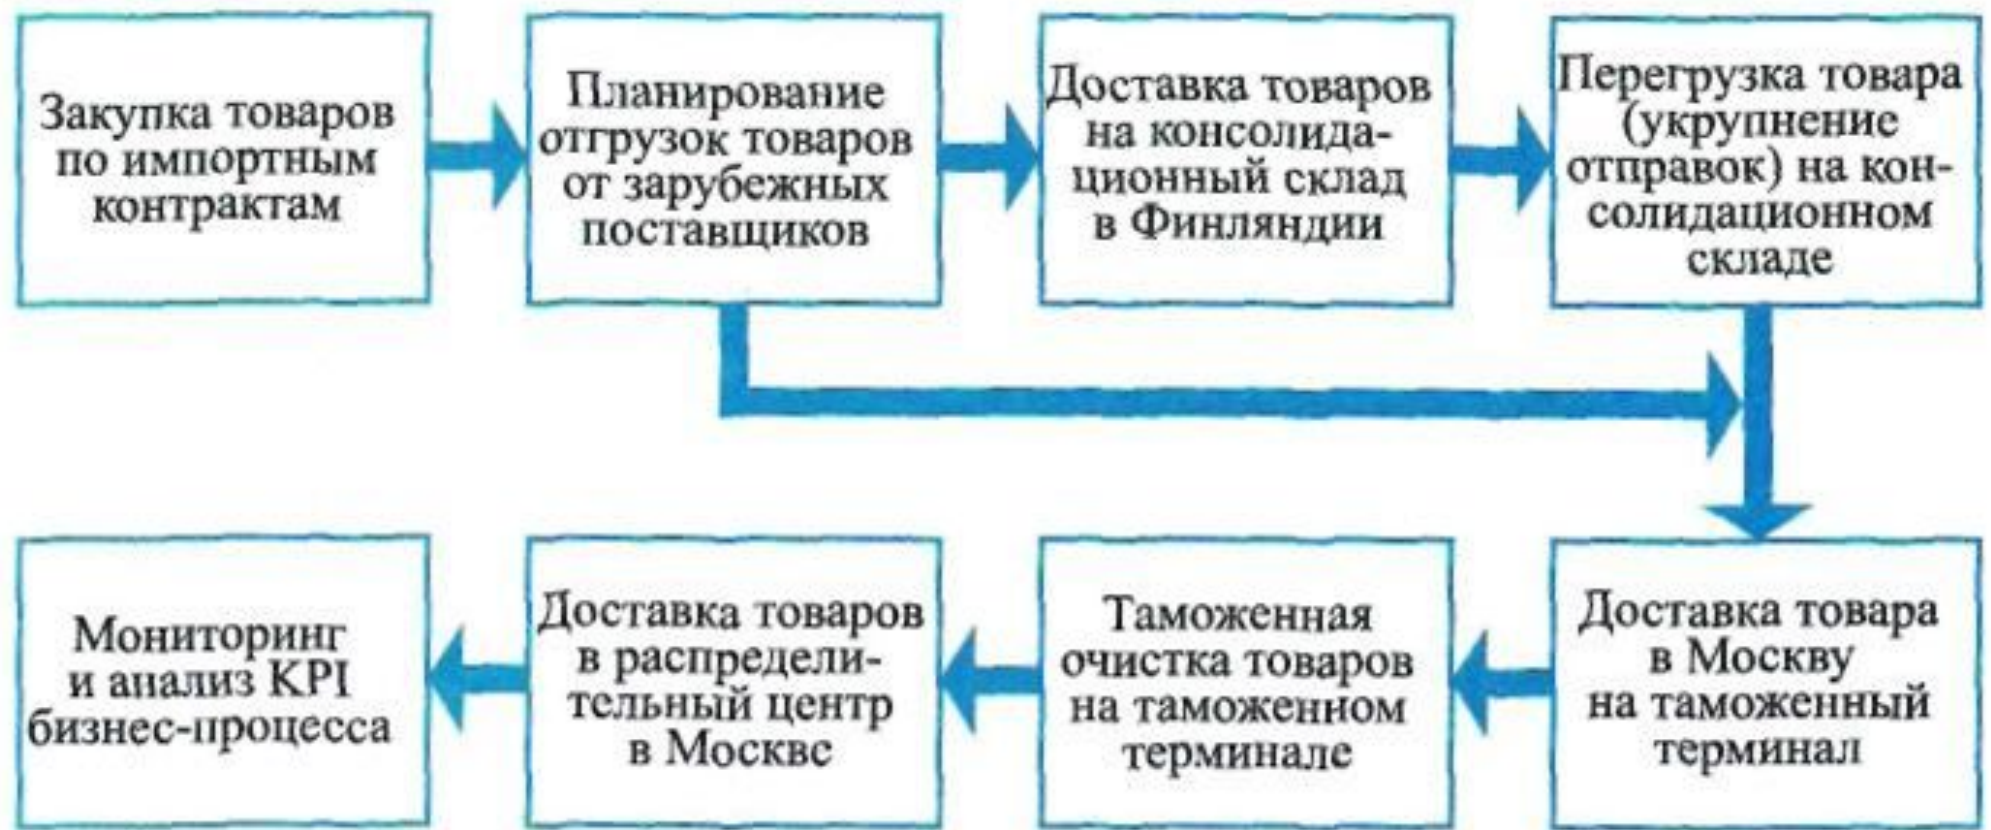 Закупка товаров
по импортным
контрактам
Планирование
отгрузок товаров
от зарубежных
поставщиков
Доставка товаров
на консолида-
ционный склад
в Финляндии
Перегрузка товара
(укрупнение
отправок) на кон-
солидационном
складе
Доставка товара
в Москву
на таможенный
терминал
Таможенная
очистка товаров
на таможенном
терминале
Доставка товаров
в распредели-
тельный центр
в Москве
Мониторинг
и анализ KPI
бизнес-процесса